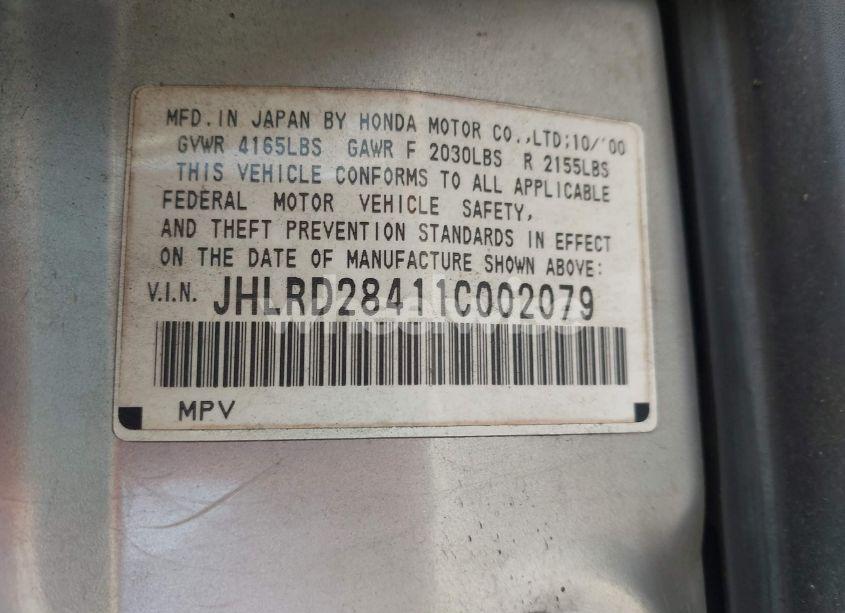 MFD.IN JAPAN BY HONDA MOTOR CO.,LTD;10/'00
GVWR 4165LBS GAWR F 2030LBS R 2155LBS
THIS VEHICLE CONFORMS TO ALL APPLICABLE
FEDERAL MOTOR VEHICLE SAFETY,
AND THEFT PREVENTION STANDARDS IN EFFECT
ON THE DATE OF MANUFACTURE SHOWN ABOVE:
V.I.N. JHLRD28411C002079
MPV